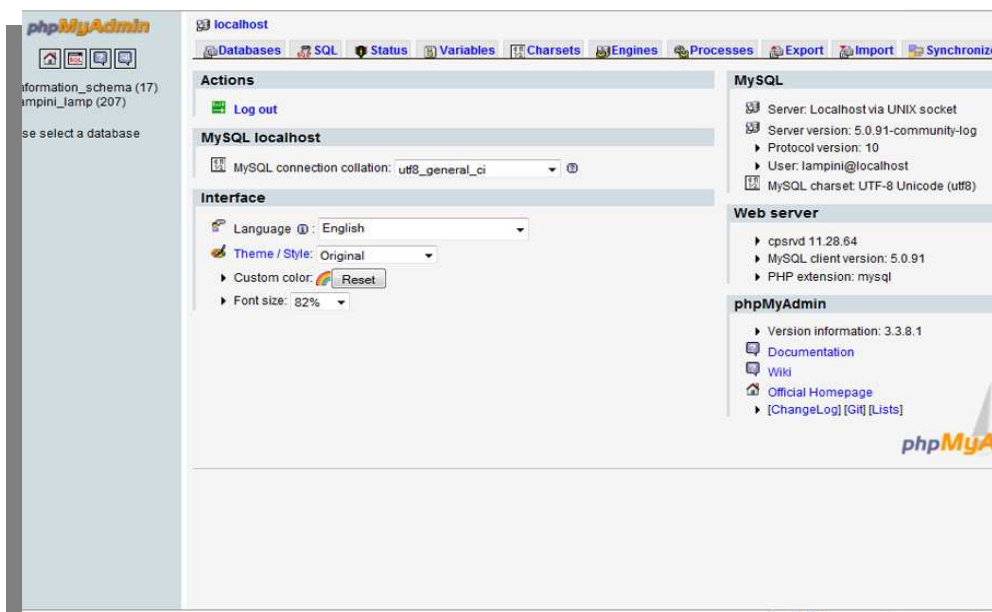 phpMyAdmin
nformation_schema (17)
ampini_lamp (207)
se select a database
localhost
Databases SQL Status Variables Charsets Engines Processes Export Import Synchronize
Actions
Log out
MySQL localhost
MySQL connection collation: utf8_general_ci
Interface
Language : English
Theme / Style: Original
Custom color: Reset
Font size: 82%
MySQL
Server: Localhost via UNIX socket
Server version: 5.0.91-community-log
Protocol version: 10
User: lampini@localhost
MySQL charset: UTF-8 Unicode (utf8)
Web server
cpsrvd 11.28.64
MySQL client version: 5.0.91
PHP extension: mysql
phpMyAdmin
Version information: 3.3.8.1
Documentation
Wiki
Official Homepage
[ChangeLog] [Git] [Lists]
phpMyA